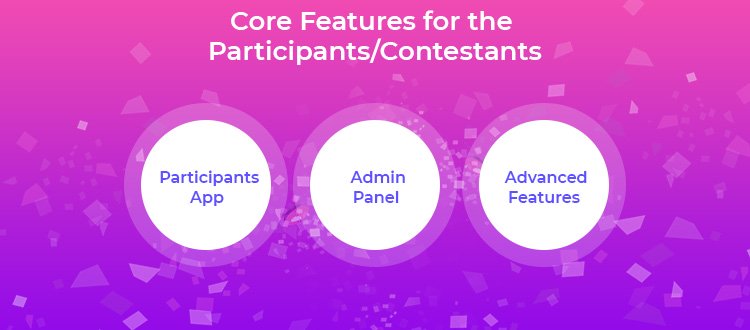 Core Features for the
Participants/Contestants
Participants
App
Admin
Panel
Advanced
Features